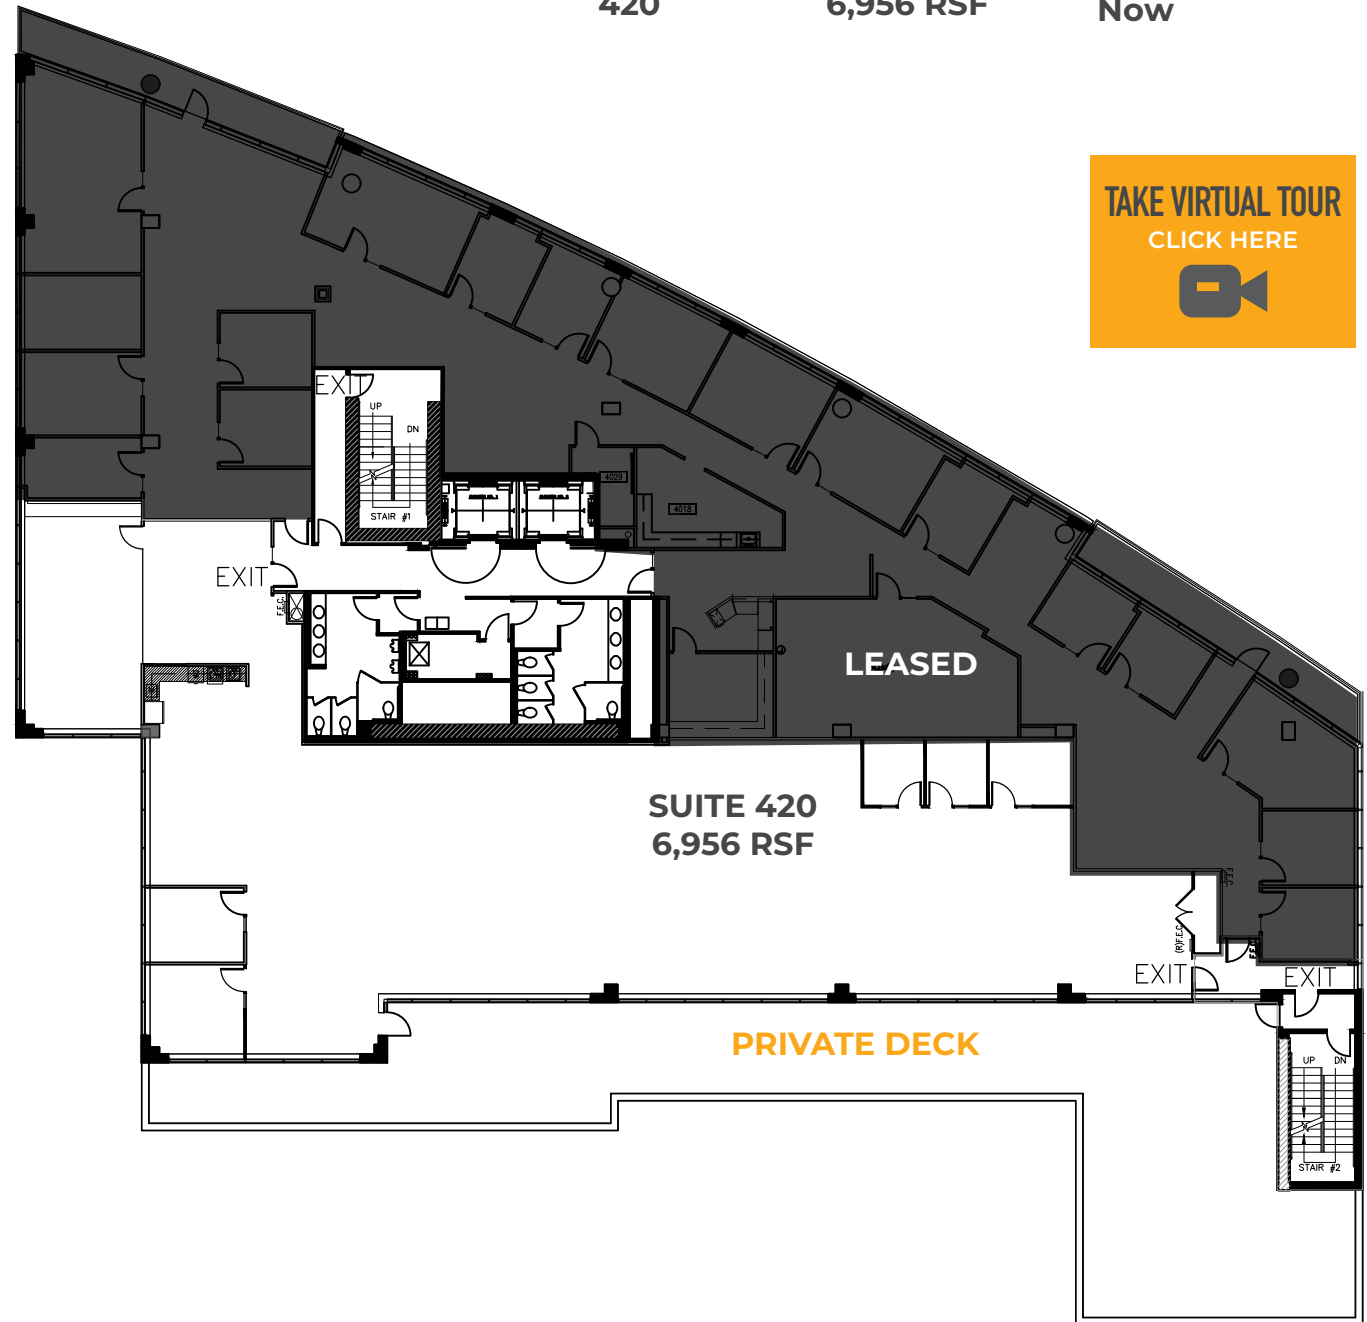 420 6,956 RSF Now
TAKE VIRTUAL TOUR
CLICK HERE
EXIT
UP
DN
STAIR #1
4029
4018
EXIT
F.E.C.
LEASED
SUITE 420
6,956 RSF
F.E.C.
(R)F.E.C.
EXIT
EXIT
PRIVATE DECK
UP
DN
STAIR #2